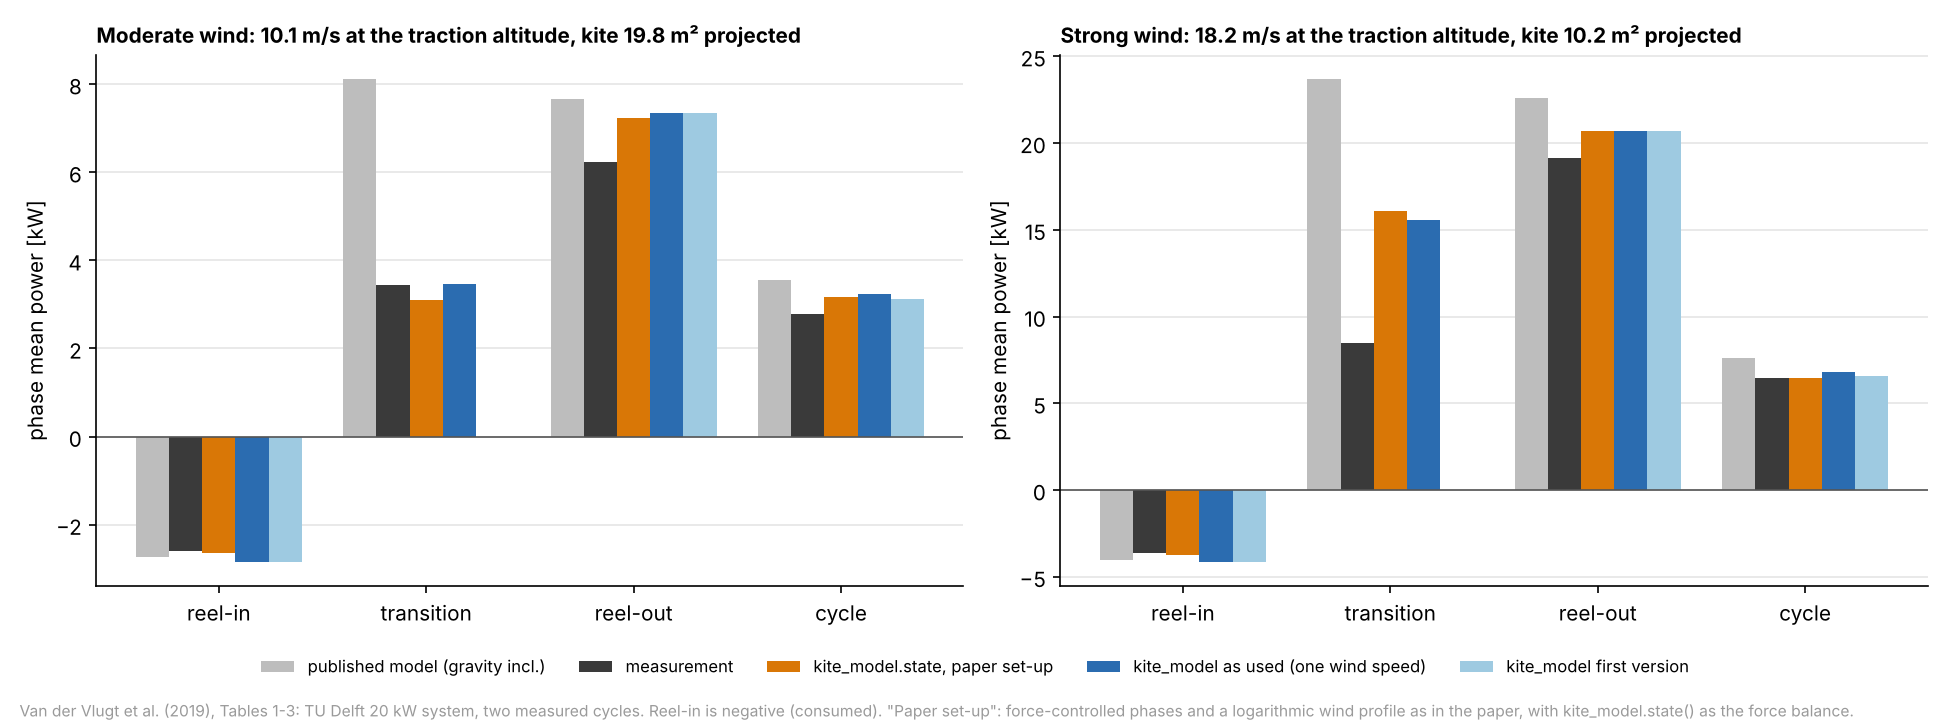 Moderate wind: 10.1 m/s at the traction altitude, kite 19.8 m² projected
phase mean power [kW]
8
6
4
2
0
−2
reel-in
transition
reel-out
cycle
Strong wind: 18.2 m/s at the traction altitude, kite 10.2 m² projected
phase mean power [kW]
25
20
15
10
5
0
−5
reel-in
transition
reel-out
cycle
published model (gravity incl.)
measurement
kite_model.state, paper set-up
kite_model as used (one wind speed)
kite_model first version
Van der Vlugt et al. (2019), Tables 1-3: TU Delft 20 kW system, two measured cycles. Reel-in is negative (consumed). "Paper set-up": force-controlled phases and a logarithmic wind profile as in the paper, with kite_model.state() as the force balance.